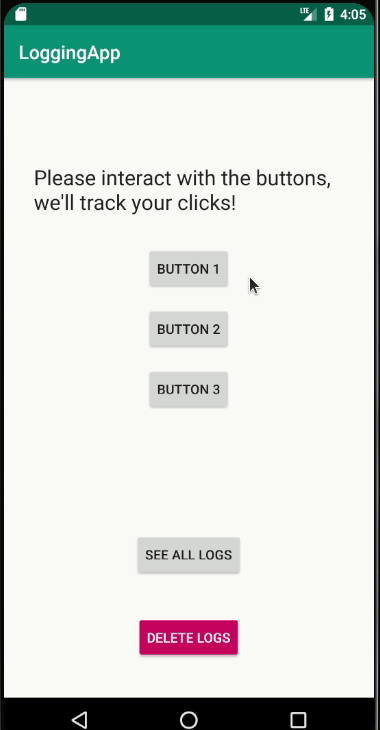 LTE 4:05
LoggingApp
Please interact with the buttons,
we'll track your clicks!
BUTTON 1
BUTTON 2
BUTTON 3
SEE ALL LOGS
DELETE LOGS